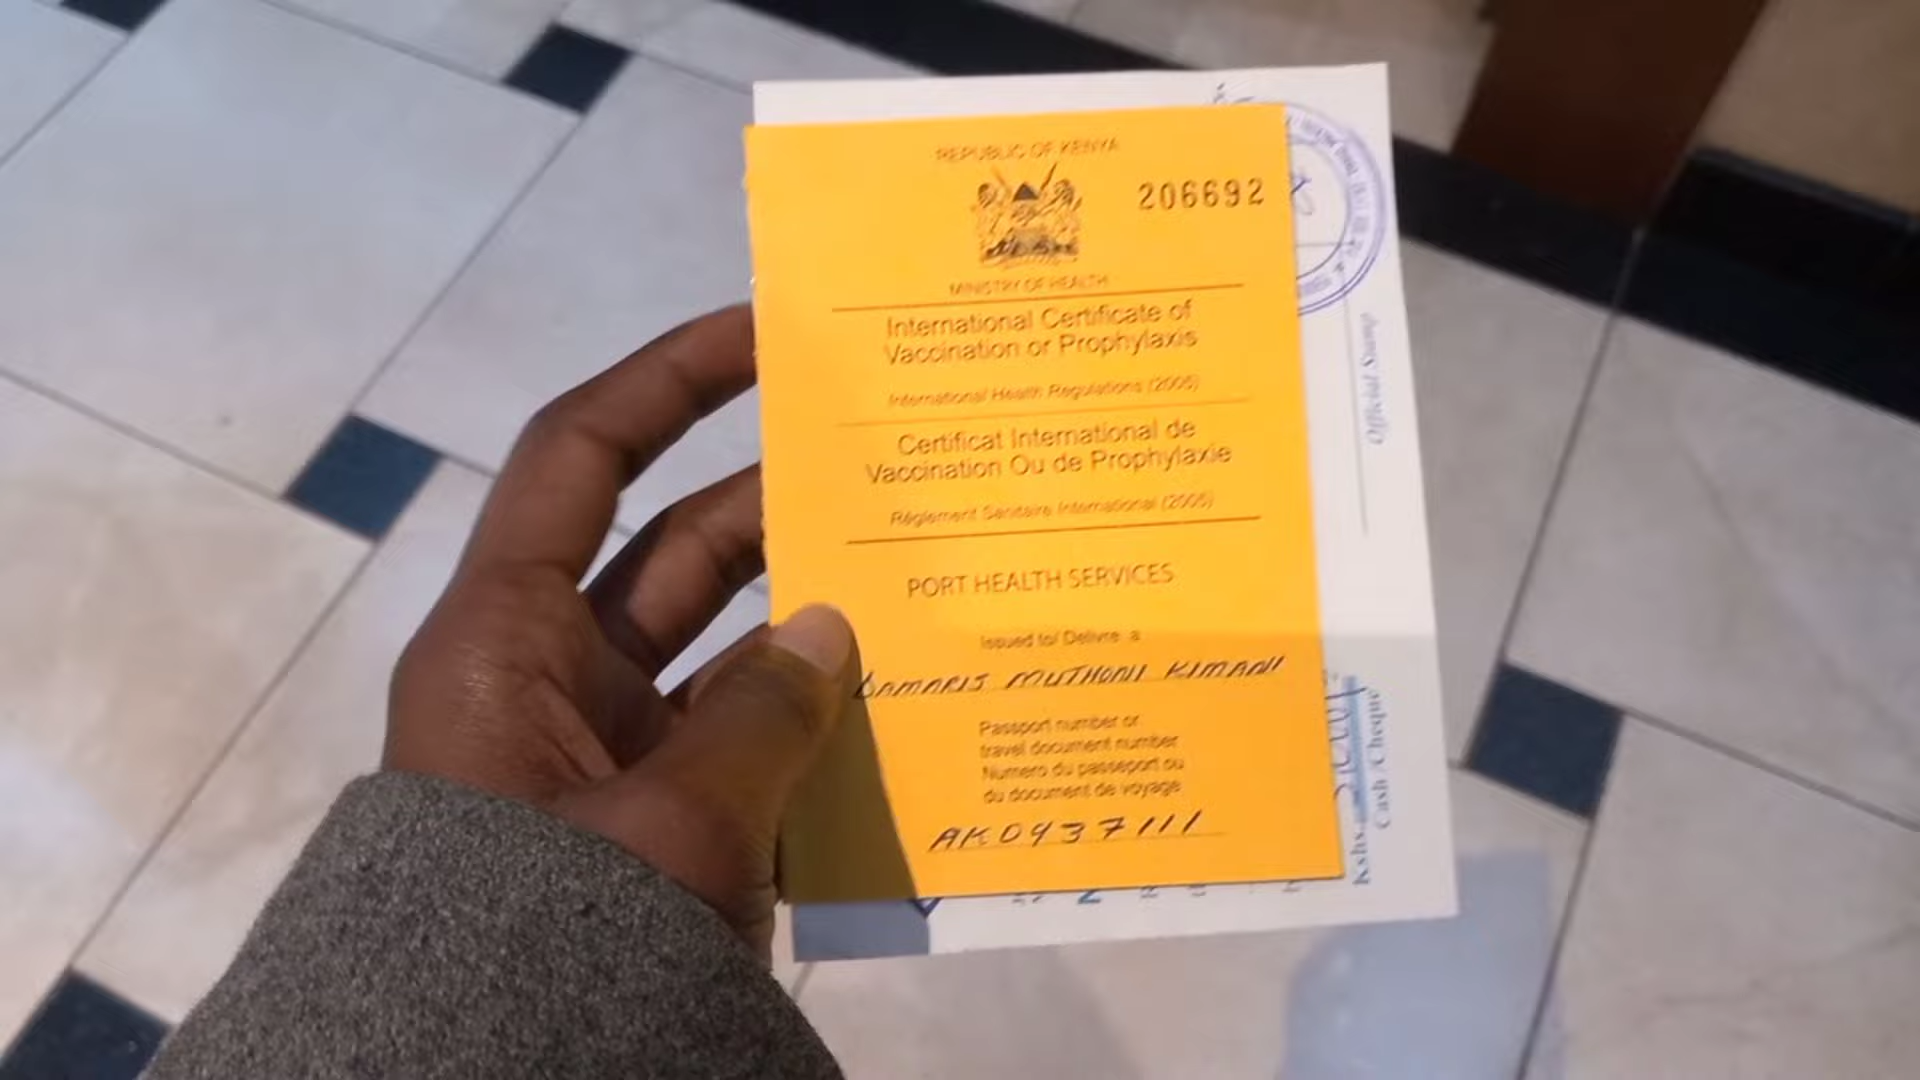 REPUBLIC OF KENYA
206692
MINISTRY OF HEALTH
International Certificate of
Vaccination or Prophylaxis
International Health Regulations (2005)
Certificat International de
Vaccination Ou de Prophylaxie
Règlement Sanitaire International (2005)
PORT HEALTH SERVICES
Issued to/ Delivre a
DAMARIS MUTHONI KIMANI
Passport number or
travel document number
Numero du passeport ou
du document de voyage
AK0437111
Official Stamp
Kshs.
Cash / Cheque